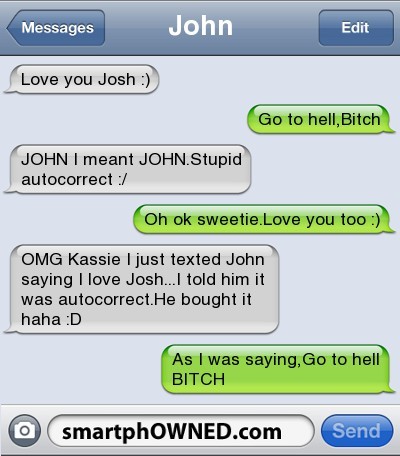 Messages
John
Edit
Love you Josh :)
Go to hell,Bitch
JOHN I meant JOHN.Stupid
autocorrect :/
Oh ok sweetie.Love you too :)
OMG Kassie I just texted John
saying I love Josh...I told him it
was autocorrect.He bought it
haha :D
As I was saying,Go to hell
BITCH
smartphOWNED.com
Send